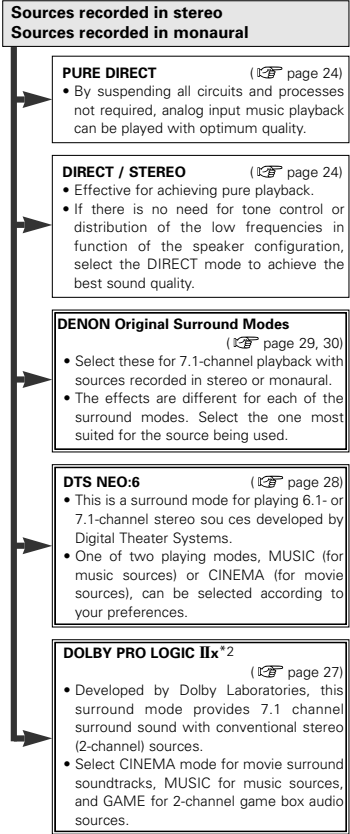 Sources recorded in stereo
Sources recorded in monaural
PURE DIRECT (☞ page 24)
• By suspending all circuits and processes
not required, analog input music playback
can be played with optimum quality.
DIRECT / STEREO (☞ page 24)
• Effective for achieving pure playback.
• If there is no need for tone control or
distribution of the low frequencies in
function of the speaker configuration,
select the DIRECT mode to achieve the
best sound quality.
DENON Original Surround Modes
(☞ page 29, 30)
• Select these for 7.1-channel playback with
sources recorded in stereo or monaural.
• The effects are different for each of the
surround modes. Select the one most
suited for the source being used.
DTS NEO:6 (☞ page 28)
• This is a surround mode for playing 6.1- or
7.1-channel stereo sou ces developed by
Digital Theater Systems.
• One of two playing modes, MUSIC (for
music sources) or CINEMA (for movie
sources), can be selected according to
your preferences.
DOLBY PRO LOGIC IIx*2
(☞ page 27)
• Developed by Dolby Laboratories, this
surround mode provides 7.1 channel
surround sound with conventional stereo
(2-channel) sources.
• Select CINEMA mode for movie surround
soundtracks, MUSIC for music sources,
and GAME for 2-channel game box audio
sources.